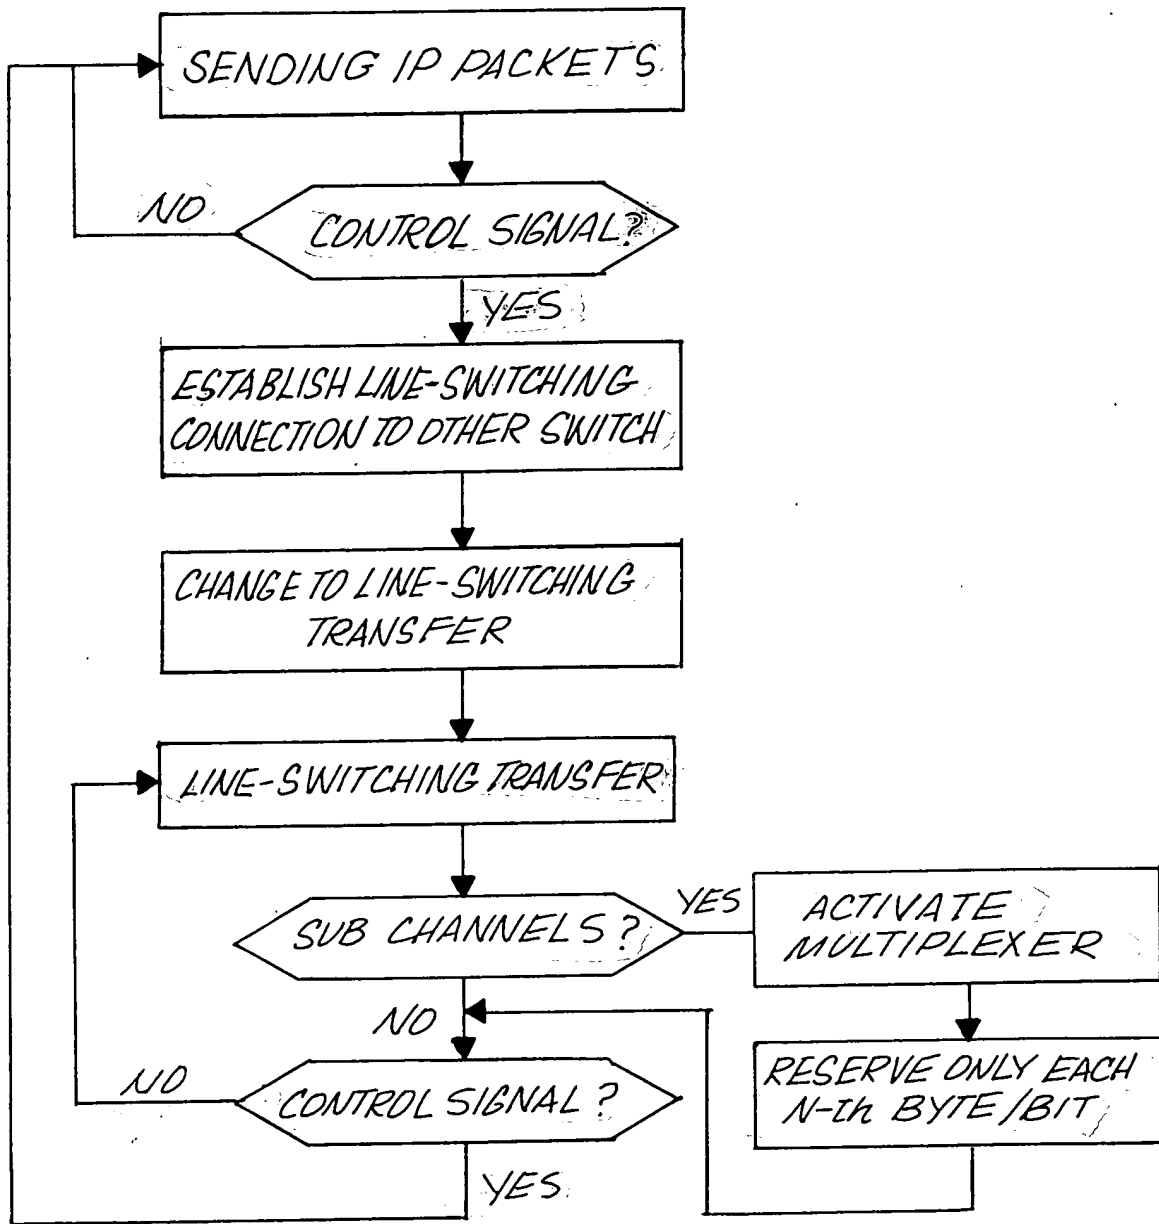 SENDING IP PACKETS
NO
CONTROL SIGNAL?
YES
ESTABLISH LINE-SWITCHING
CONNECTION TO OTHER SWITCH
CHANGE TO LINE-SWITCHING
TRANSFER
LINE-SWITCHING TRANSFER
SUB CHANNELS?
YES
ACTIVATE
MULTIPLEXER
NO
RESERVE ONLY EACH
N-th BYTE/BIT
NO
CONTROL SIGNAL?
YES